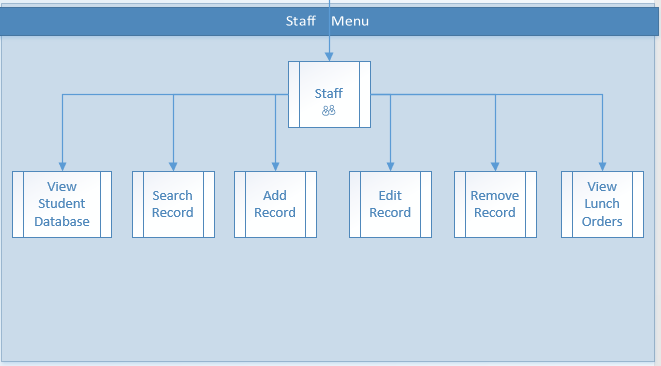 Staff Menu
Staff
View
Student
Database
Search
Record
Add
Record
Edit
Record
Remove
Record
View
Lunch
Orders